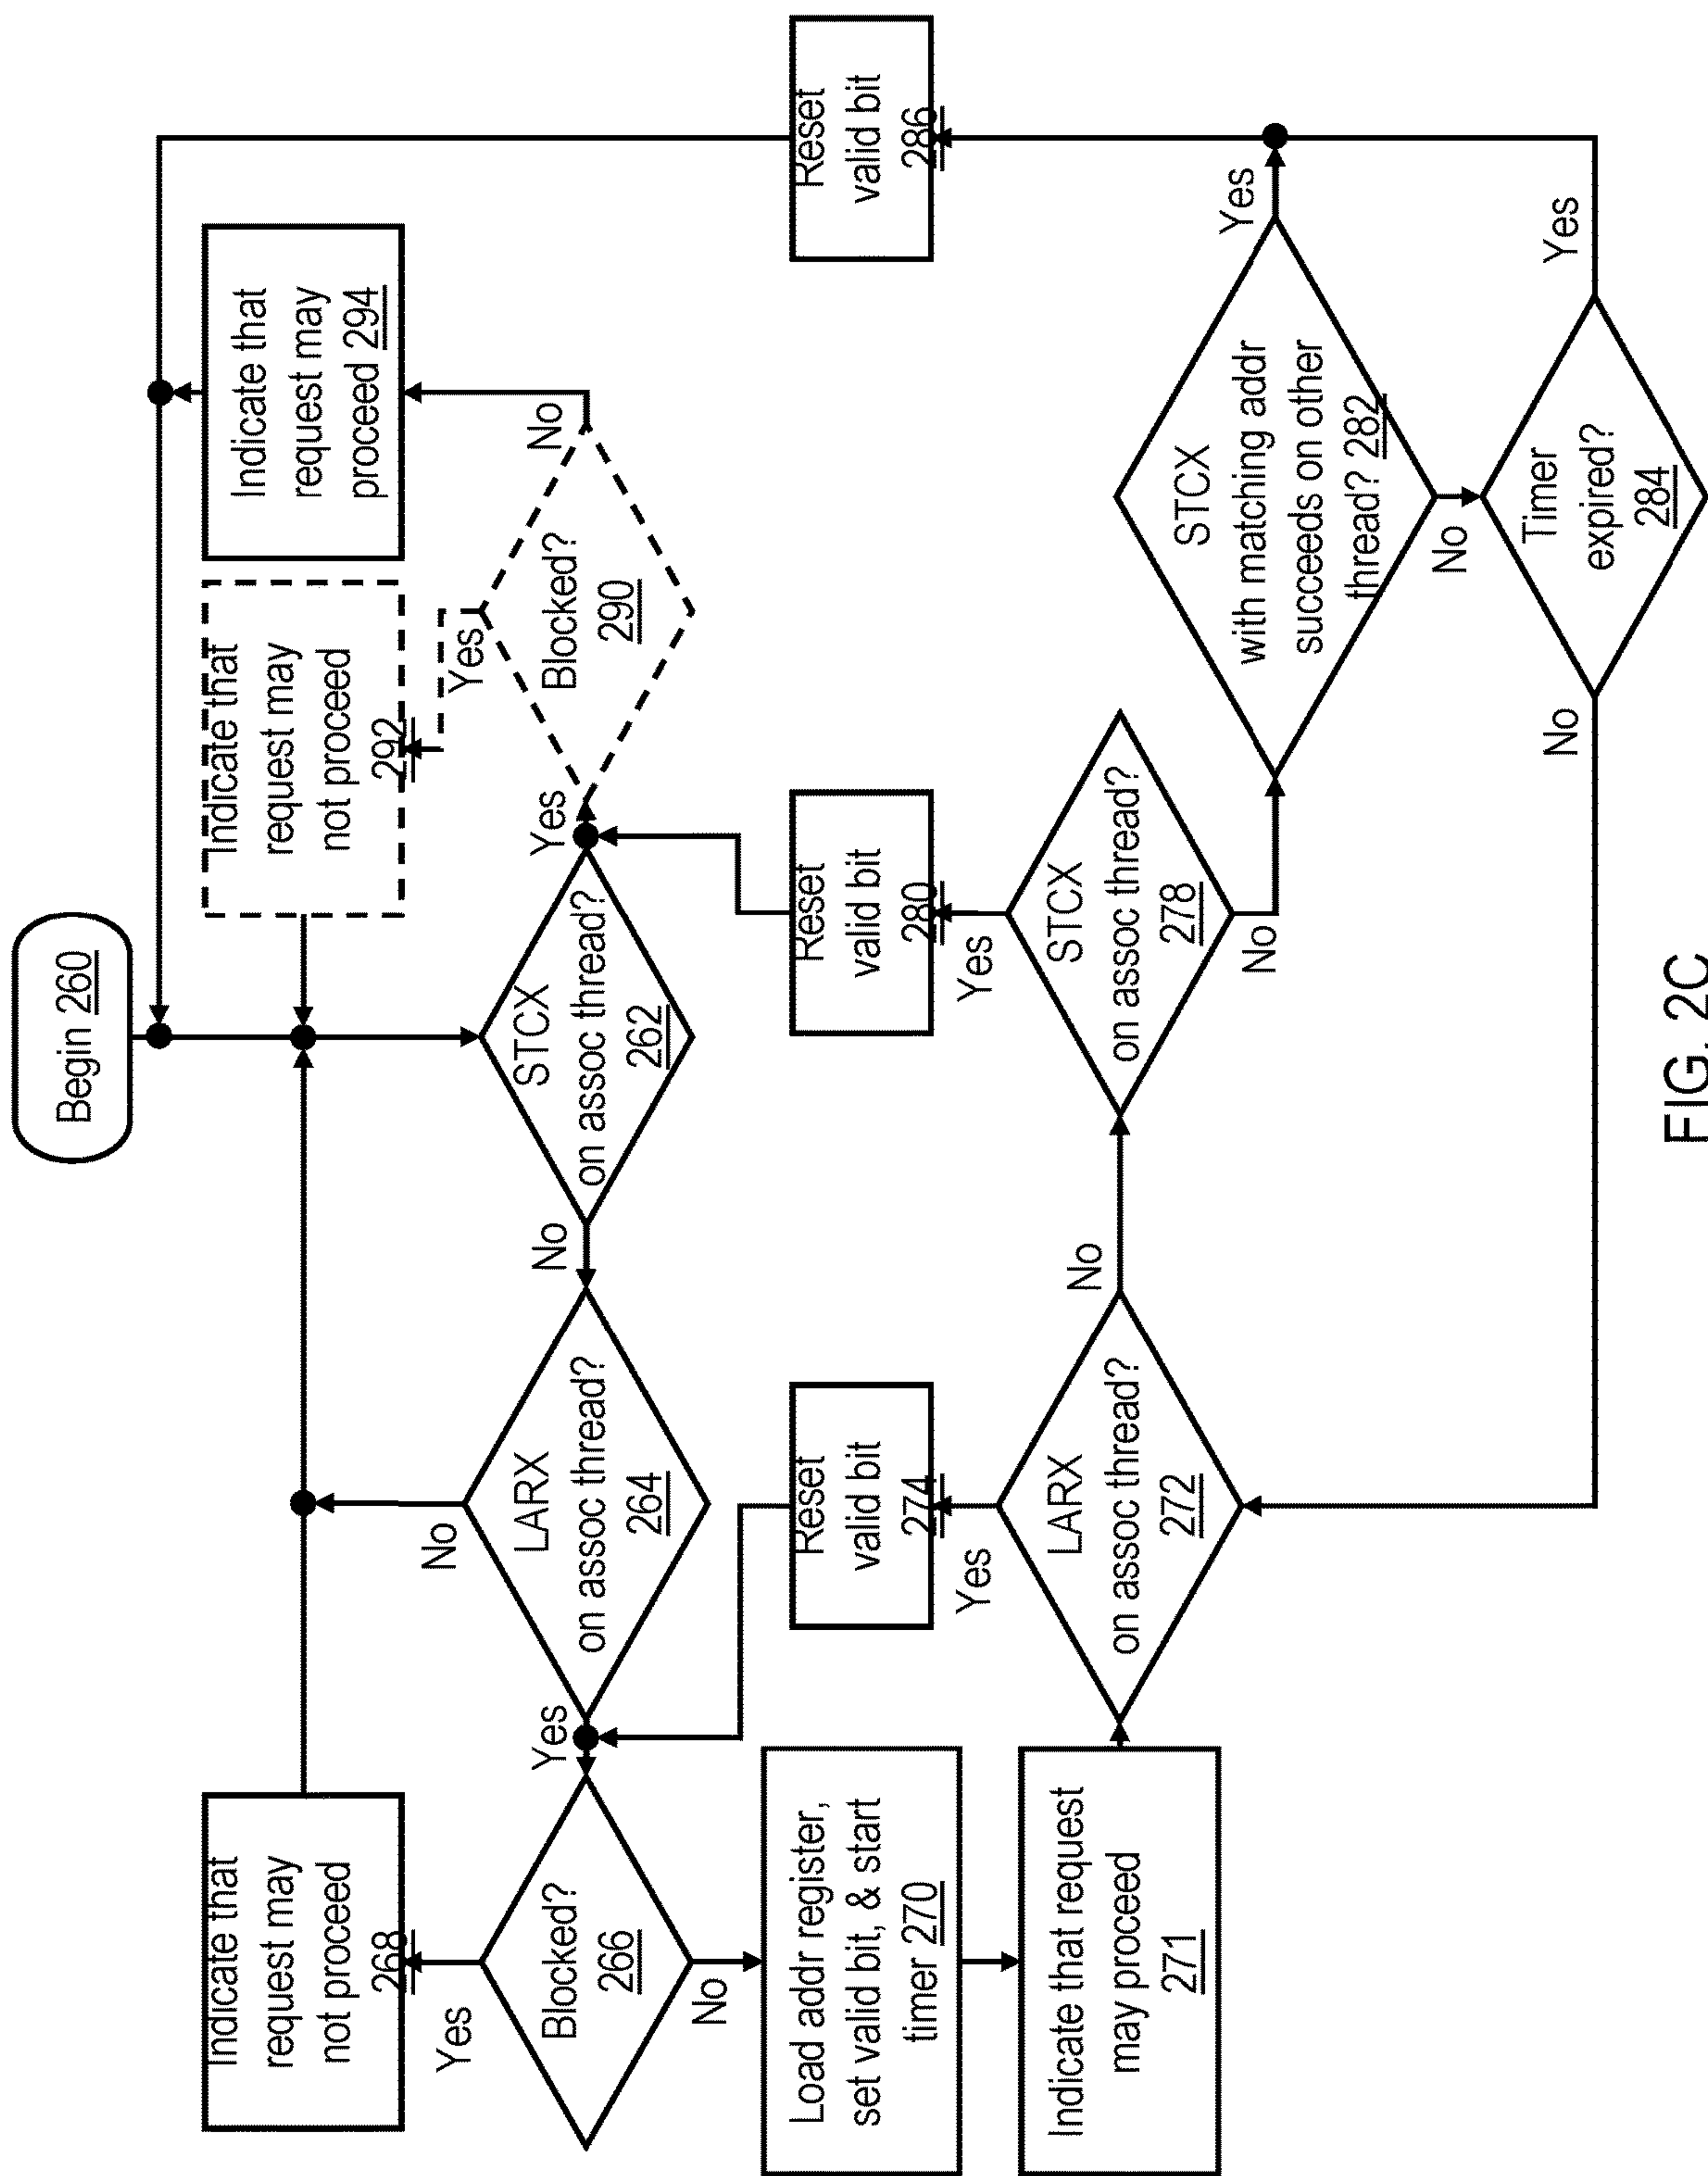 Begin 260
Indicate that
request may
not proceed
268
Indicate that
request may
not proceed
292
Indicate that
request may
proceed 294
Blocked?
266
Yes
No
Yes
LARX
on assoc thread?
264
No
No
STCX
on assoc thread?
262
Yes
Yes
Blocked?
290
No
Load addr register,
set valid bit, & start
timer 270
Reset
valid bit
274
Reset
valid bit
280
Reset
valid bit
286
Indicate that request
may proceed
271
Yes
LARX
on assoc thread?
272
No
Yes
STCX
on assoc thread?
278
No
STCX
with matching addr
succeeds on other
thread? 282
Yes
No
Timer
expired?
284
No
Yes
FIG. 2C